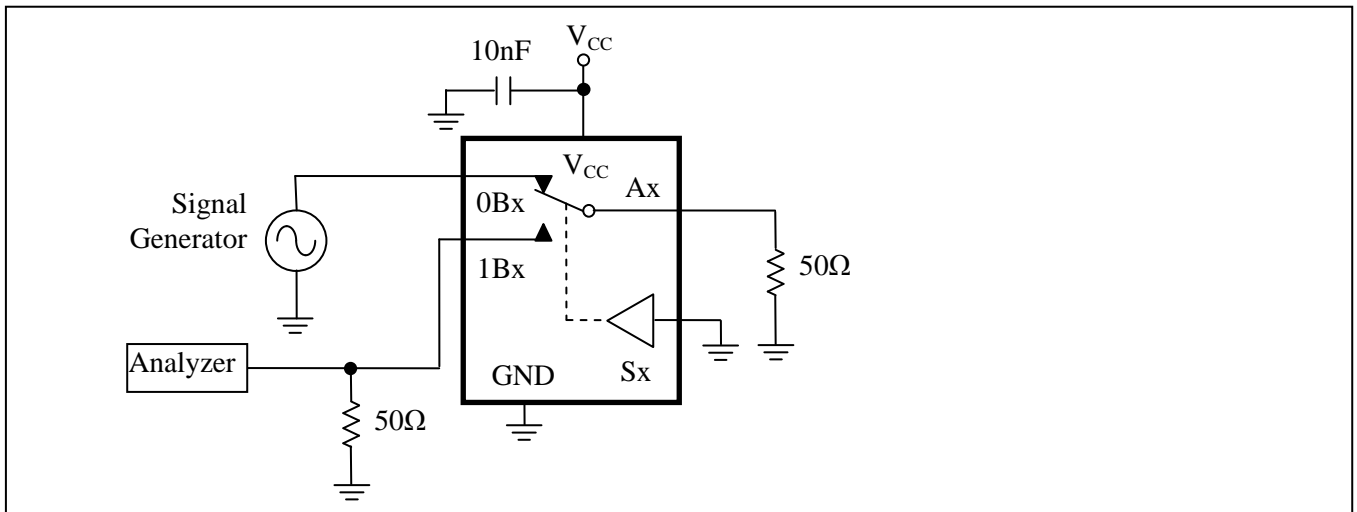 V_CC
10nF
V_CC
Ax
0Bx
Signal
Generator
50Ω
1Bx
Analyzer
GND
Sx
50Ω